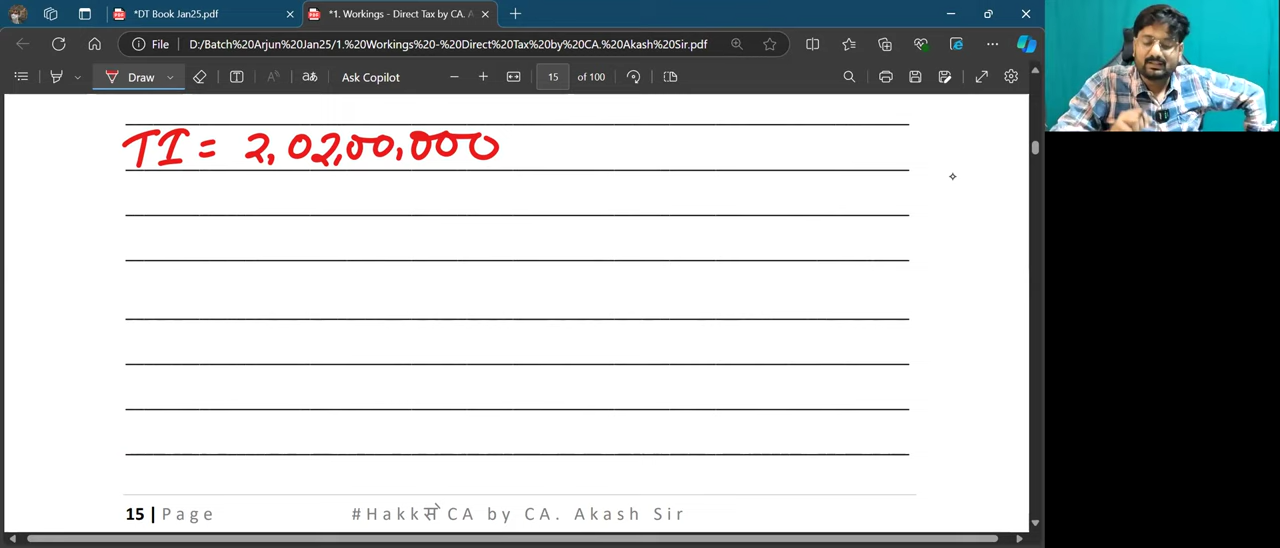 *DT Book Jan25.pdf
*1. Workings - Direct Tax by CA. A
File
D:/Batch%20Arjun%20Jan25/1.%20Workings%20-%20Direct%20Tax%20by%20CA.%20Akash%20Sir.pdf
Draw
aあ
Ask Copilot
15
of 100
TI = 2,02,00,000
15 | Page
#Hakkसे CA by CA. Akash Sir